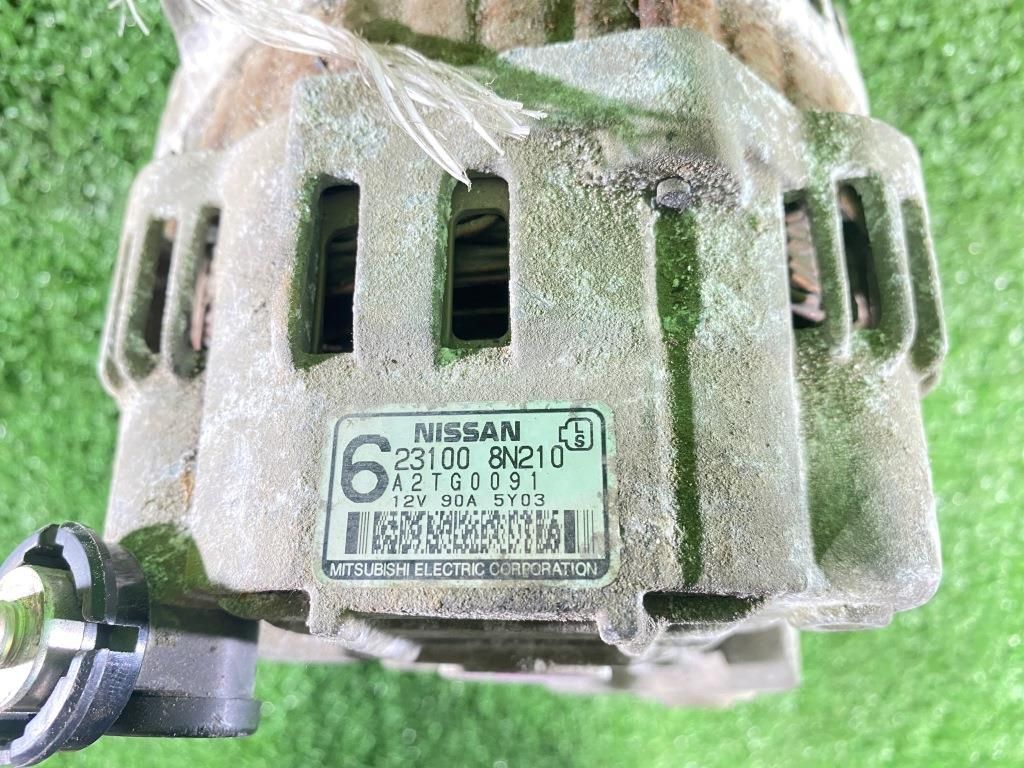 NISSAN
6
L
S
23100 8N210
A2TG0091
12V 90A 5Y03
MITSUBISHI ELECTRIC CORPORATION